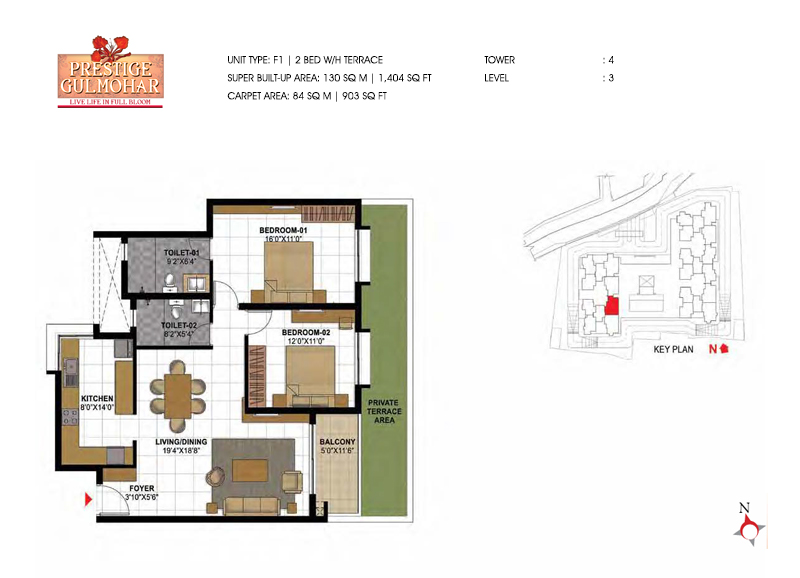 PRESTIGE
GULMOHAR
LIVE LIFE IN FULL BLOOM
UNIT TYPE: F1 | 2 BED W/H TERRACE
SUPER BUILT-UP AREA: 130 SQ M | 1,404 SQ FT
CARPET AREA: 84 SQ M | 903 SQ FT
TOWER : 4
LEVEL : 3
BEDROOM-01
16'0"X11'0"
TOILET-01
9'2"X6'4"
TOILET-02
8'2"X5'4"
BEDROOM-02
12'0"X11'0"
KITCHEN
8'0"X14'0"
PRIVATE
TERRACE
AREA
LIVING/DINING
19'4"X18'8"
BALCONY
5'0"X11'6"
FOYER
3'10"X5'6"
KEY PLAN N
N